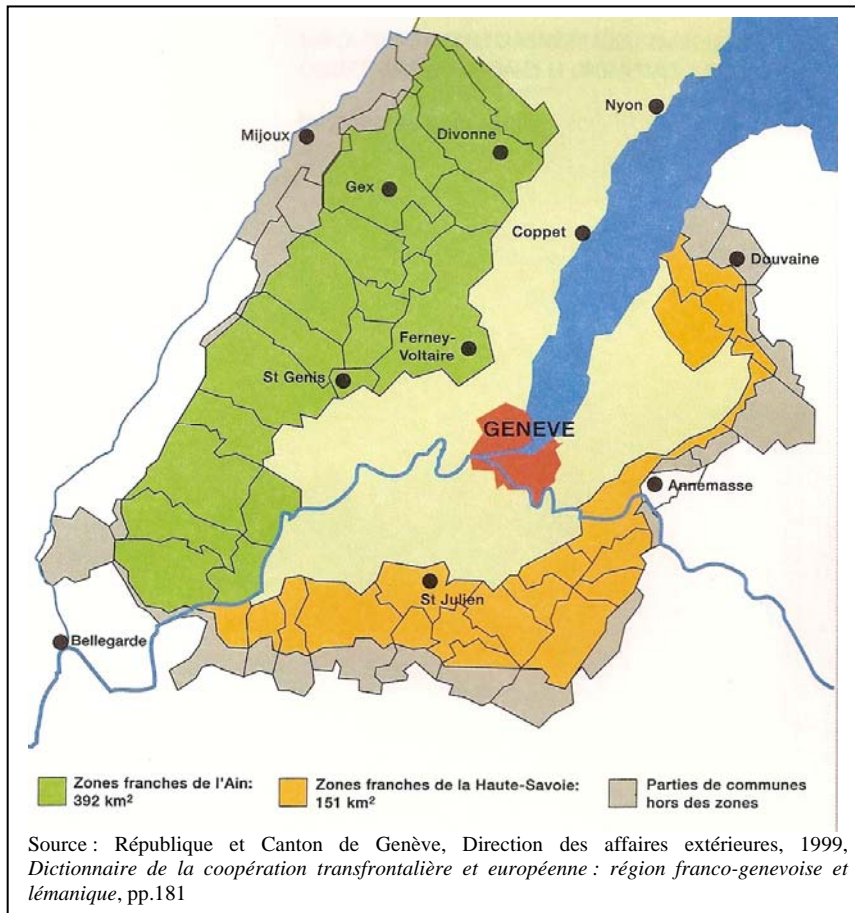 Nyon
Mijoux
Divonne
Gex
Coppet
Douvaine
Ferney-
Voltaire
St Genis
GENEVE
Annemasse
St Julien
Bellegarde
Zones franches de l'Ain:
392 km²
Zones franches de la Haute-Savoie:
151 km²
Parties de communes
hors des zones
Source : République et Canton de Genève, Direction des affaires extérieures, 1999,
Dictionnaire de la coopération transfrontalière et européenne : région franco-genevoise et
lémanique, pp.181